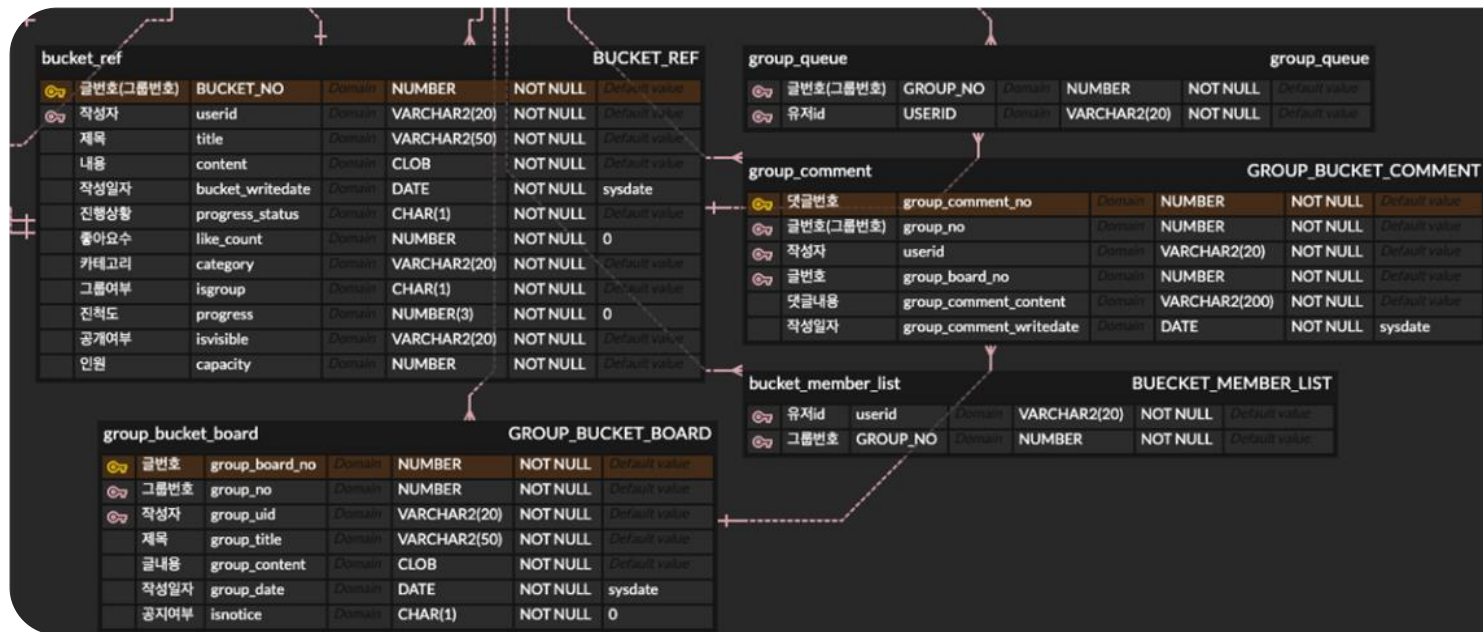 bucket_ref BUCKET_REF
글번호(그룹번호) BUCKET_NO Domain NUMBER NOT NULL Default value
작성자 userid Domain VARCHAR2(20) NOT NULL Default value
제목 title Domain VARCHAR2(50) NOT NULL Default value
내용 content Domain CLOB NOT NULL Default value
작성일자 bucket_writedate Domain DATE NOT NULL sysdate
진행상황 progress_status Domain CHAR(1) NOT NULL Default value
좋아요수 like_count Domain NUMBER NOT NULL 0
카테고리 category Domain VARCHAR2(20) NOT NULL Default value
그룹여부 isgroup Domain CHAR(1) NOT NULL Default value
진척도 progress Domain NUMBER(3) NOT NULL 0
공개여부 isvisible Domain VARCHAR2(20) NOT NULL Default value
인원 capacity Domain NUMBER NOT NULL Default value
group_queue group_queue
글번호(그룹번호) GROUP_NO Domain NUMBER NOT NULL Default value
유저id USERID Domain VARCHAR2(20) NOT NULL Default value
group_comment GROUP_BUCKET_COMMENT
댓글번호 group_comment_no Domain NUMBER NOT NULL Default value
글번호(그룹번호) group_no Domain NUMBER NOT NULL Default value
작성자 userid Domain VARCHAR2(20) NOT NULL Default value
글번호 group_board_no Domain NUMBER NOT NULL Default value
댓글내용 group_comment_content Domain VARCHAR2(200) NOT NULL Default value
작성일자 group_comment_writedate Domain DATE NOT NULL sysdate
bucket_member_list BUECKET_MEMBER_LIST
유저id userid Domain VARCHAR2(20) NOT NULL Default value
그룹번호 GROUP_NO Domain NUMBER NOT NULL Default value
group_bucket_board GROUP_BUCKET_BOARD
글번호 group_board_no Domain NUMBER NOT NULL Default value
그룹번호 group_no Domain NUMBER NOT NULL Default value
작성자 group_uid Domain VARCHAR2(20) NOT NULL Default value
제목 group_title Domain VARCHAR2(50) NOT NULL Default value
글내용 group_content Domain CLOB NOT NULL Default value
작성일자 group_date Domain DATE NOT NULL sysdate
공지여부 isnotice Domain CHAR(1) NOT NULL 0